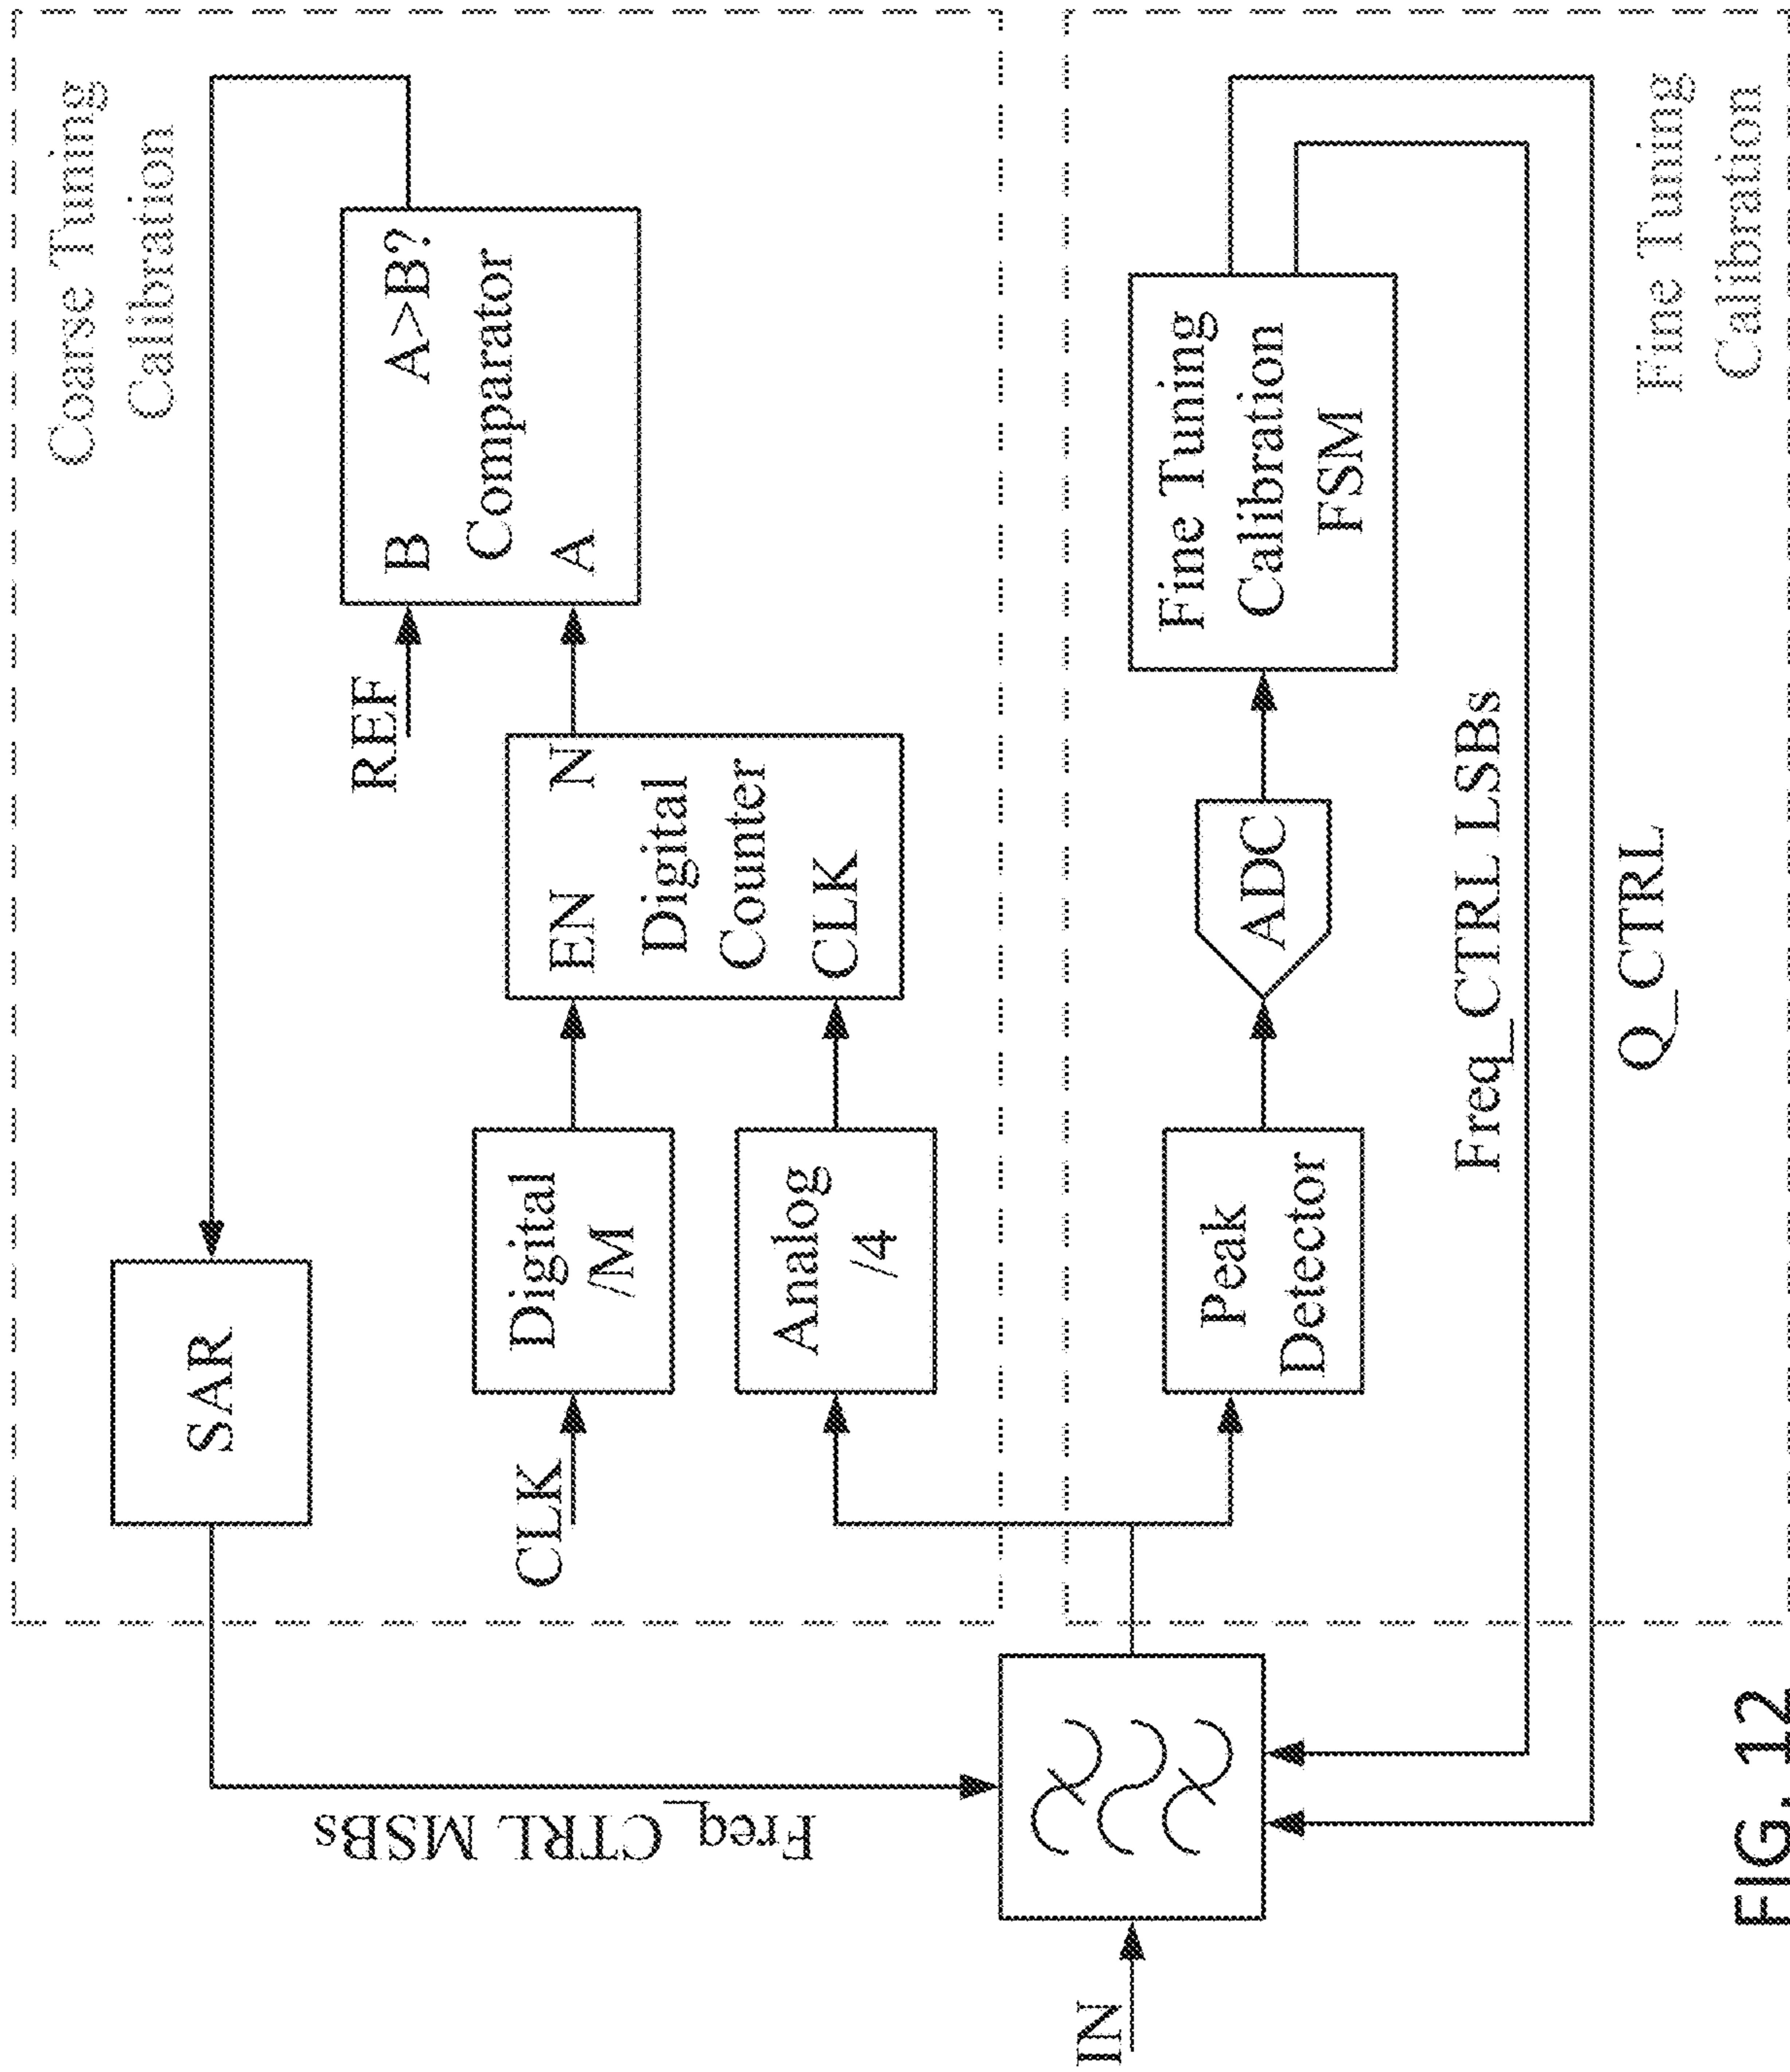 Coarse Tuning
Calibration
SAR
Freq_CTRL MSBs
REF
B A>B?
Comparator
A
CLK
Digital
/M
EN N
Digital
Counter
CLK
Analog
/4
IN
Peak
Detector
ADC
Fine Tuning
Calibration
FSM
Freq_CTRL LSBs
Q_CTRL
Fine Tuning
Calibration
FIG. 12